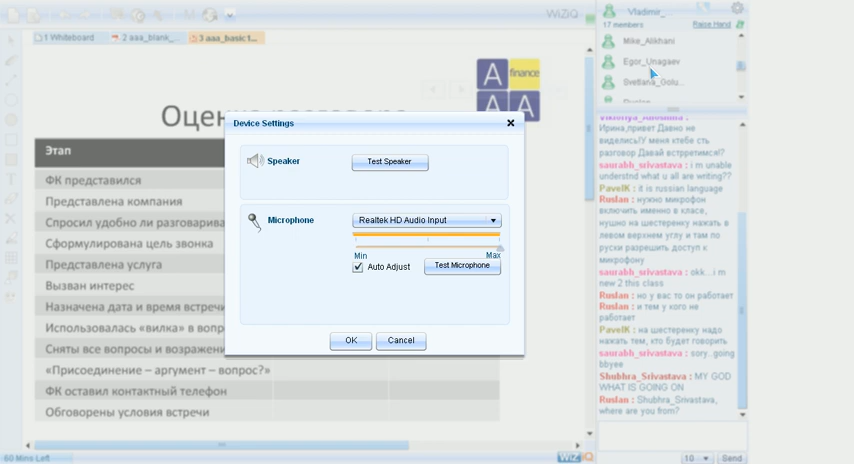 WiZiQ
1 Whiteboard
2 aaa_blank_...
3 aaa_basic1...
A finance
A A
Этап
ФК представился
Представлена компания
Спросил удобно ли разговарива
Сформулирована цель звонка
Представлена услуга
Вызван интерес
Назначена дата и время встреч
Использовалась «вилка» в вопр
Сняты все вопросы и возражени
«Присоединение – аргумент – вопрос?»
ФК оставил контактный телефон
Обговорены условия встречи
60 Mins Left
WiZiQ
Device Settings
Speaker
Test Speaker
Microphone
Realtek HD Audio Input
Min
Max
Auto Adjust
Test Microphone
OK
Cancel
Vladimir_
17 members
Raise Hand
Mike_Alikhani
Egor_Unagaev
Svetlana_Golu...
Ruslan
Ирина,привет Давно не
виделись!У меня хтебе сть
разговор Давай встретимся!?
saurabh_srivastava : i m unable
understnd what u all are writing??
PavelK : it is russian language
Ruslan : нужно микрофон
включить именно в класе,
нушно на шестеренку нажать в
левом верхнем углу и там по
руски разрешить доступ к
микрофону
saurabh_srivastava : okk...i m
new 2 this class
Ruslan : но у вас то он работает
Ruslan : и тем у кого не
работает
PavelK : на шестеренку надо
нажать тем, кто будет говорить
saurabh_srivastava : sory..going
bbyee
Shubhra_Srivastava : MY GOD
WHAT IS GOING ON
Ruslan : Shubhra_Srivastava,
where are you from?
10
Send